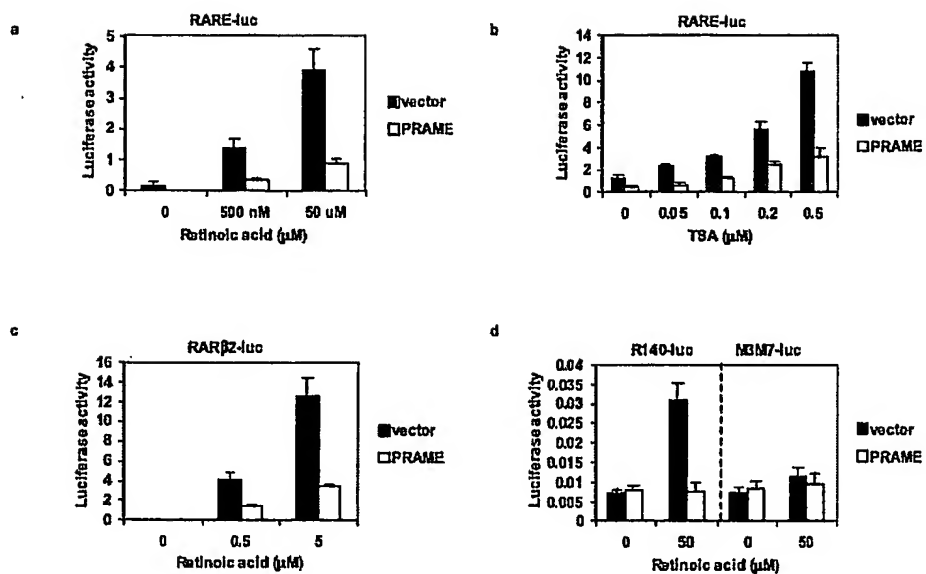 a
RARE-luc
Luciferase activity
5
4
3
2
1
0
0
500 nM
50 uM
Retinoic acid (µM)
vector
PRAME
b
RARE-luc
Luciferase activity
14
12
10
8
6
4
2
0
0
0.05
0.1
0.2
0.5
TSA (µM)
vector
PRAME
c
RARβ2-luc
Luciferase activity
16
14
12
10
8
6
4
2
0
0
0.5
5
Retinoic acid (µM)
vector
PRAME
d
R140-luc
M3M7-luc
Luciferase activity
0.04
0.035
0.03
0.025
0.02
0.015
0.01
0.005
0
0
50
0
50
Retinoic acid (µM)
vector
PRAME